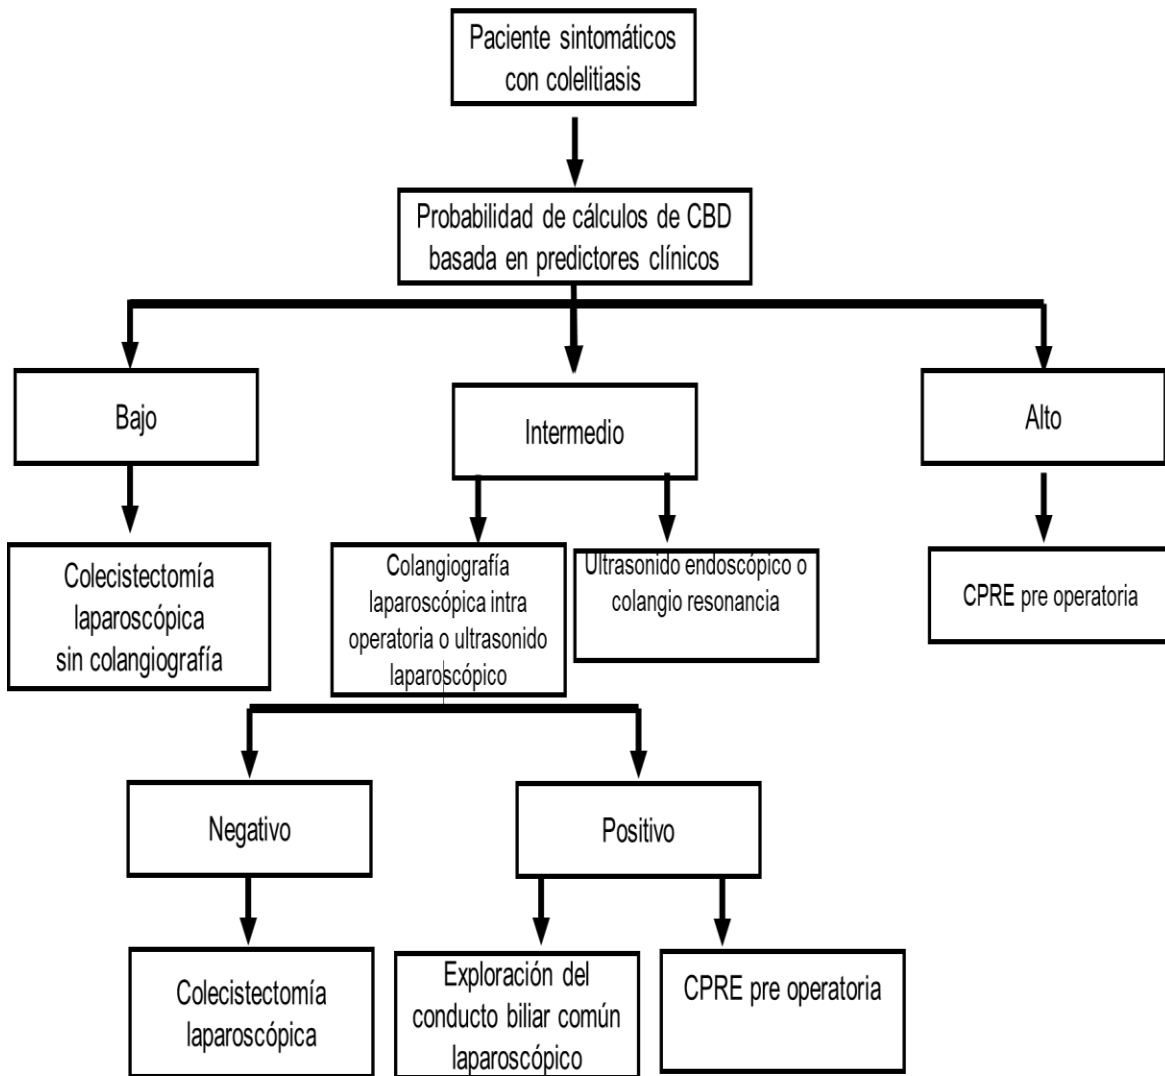 Paciente sintomáticos
con colelitiasis
Probabilidad de cálculos de CBD
basada en predictores clínicos
Bajo
Intermedio
Alto
Colecistectomía
laparoscópica
sin colangiografía
Colangiografía
laparoscópica intra
operatoria o ultrasonido
laparoscópico
Ultrasonido endoscópico o
colangio resonancia
CPRE pre operatoria
Negativo
Positivo
Colecistectomía
laparoscópica
Exploración del
conducto biliar común
laparoscópico
CPRE pre operatoria